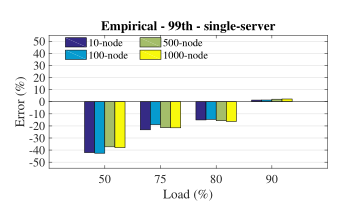 Empirical - 99th - single-server
10-node 500-node
100-node 1000-node
50
40
30
20
10
0
-10
-20
-30
-40
-50
Error (%)
50 75 80 90
Load (%)